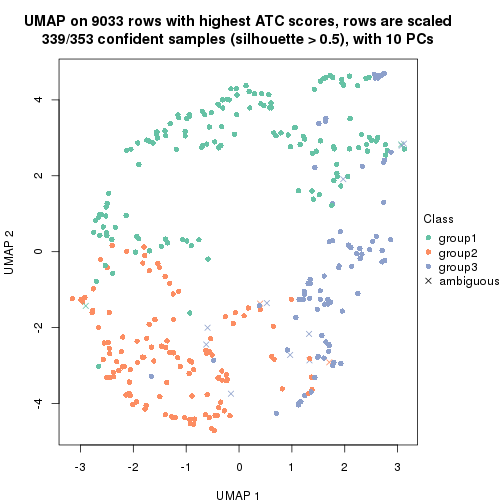 UMAP on 9033 rows with highest ATC scores, rows are scaled
339/353 confident samples (silhouette > 0.5), with 10 PCs
4
2
0
-2
-4
UMAP 2
-3 -2 -1 0 1 2 3
UMAP 1
Class
group1
group2
group3
ambiguous